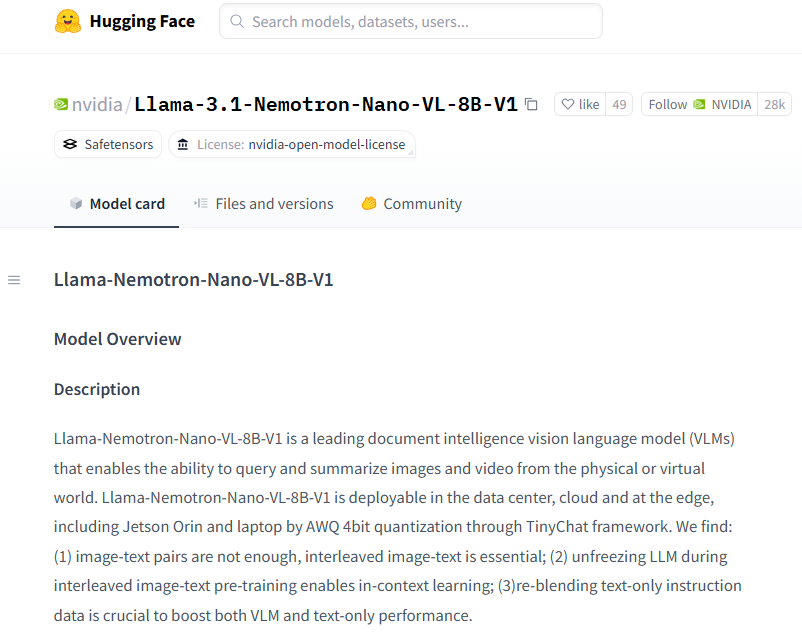 Hugging Face
Search models, datasets, users...
nvidia/Llama-3.1-Nemotron-Nano-VL-8B-V1
like 49
Follow NVIDIA 28k
Safetensors
License: nvidia-open-model-license
Model card
Files and versions
Community
Llama-Nemotron-Nano-VL-8B-V1
Model Overview
Description
Llama-Nemotron-Nano-VL-8B-V1 is a leading document intelligence vision language model (VLMs)
that enables the ability to query and summarize images and video from the physical or virtual
world. Llama-Nemotron-Nano-VL-8B-V1 is deployable in the data center, cloud and at the edge,
including Jetson Orin and laptop by AWQ 4bit quantization through TinyChat framework. We find:
(1) image-text pairs are not enough, interleaved image-text is essential; (2) unfreezing LLM during
interleaved image-text pre-training enables in-context learning; (3)re-blending text-only instruction
data is crucial to boost both VLM and text-only performance.